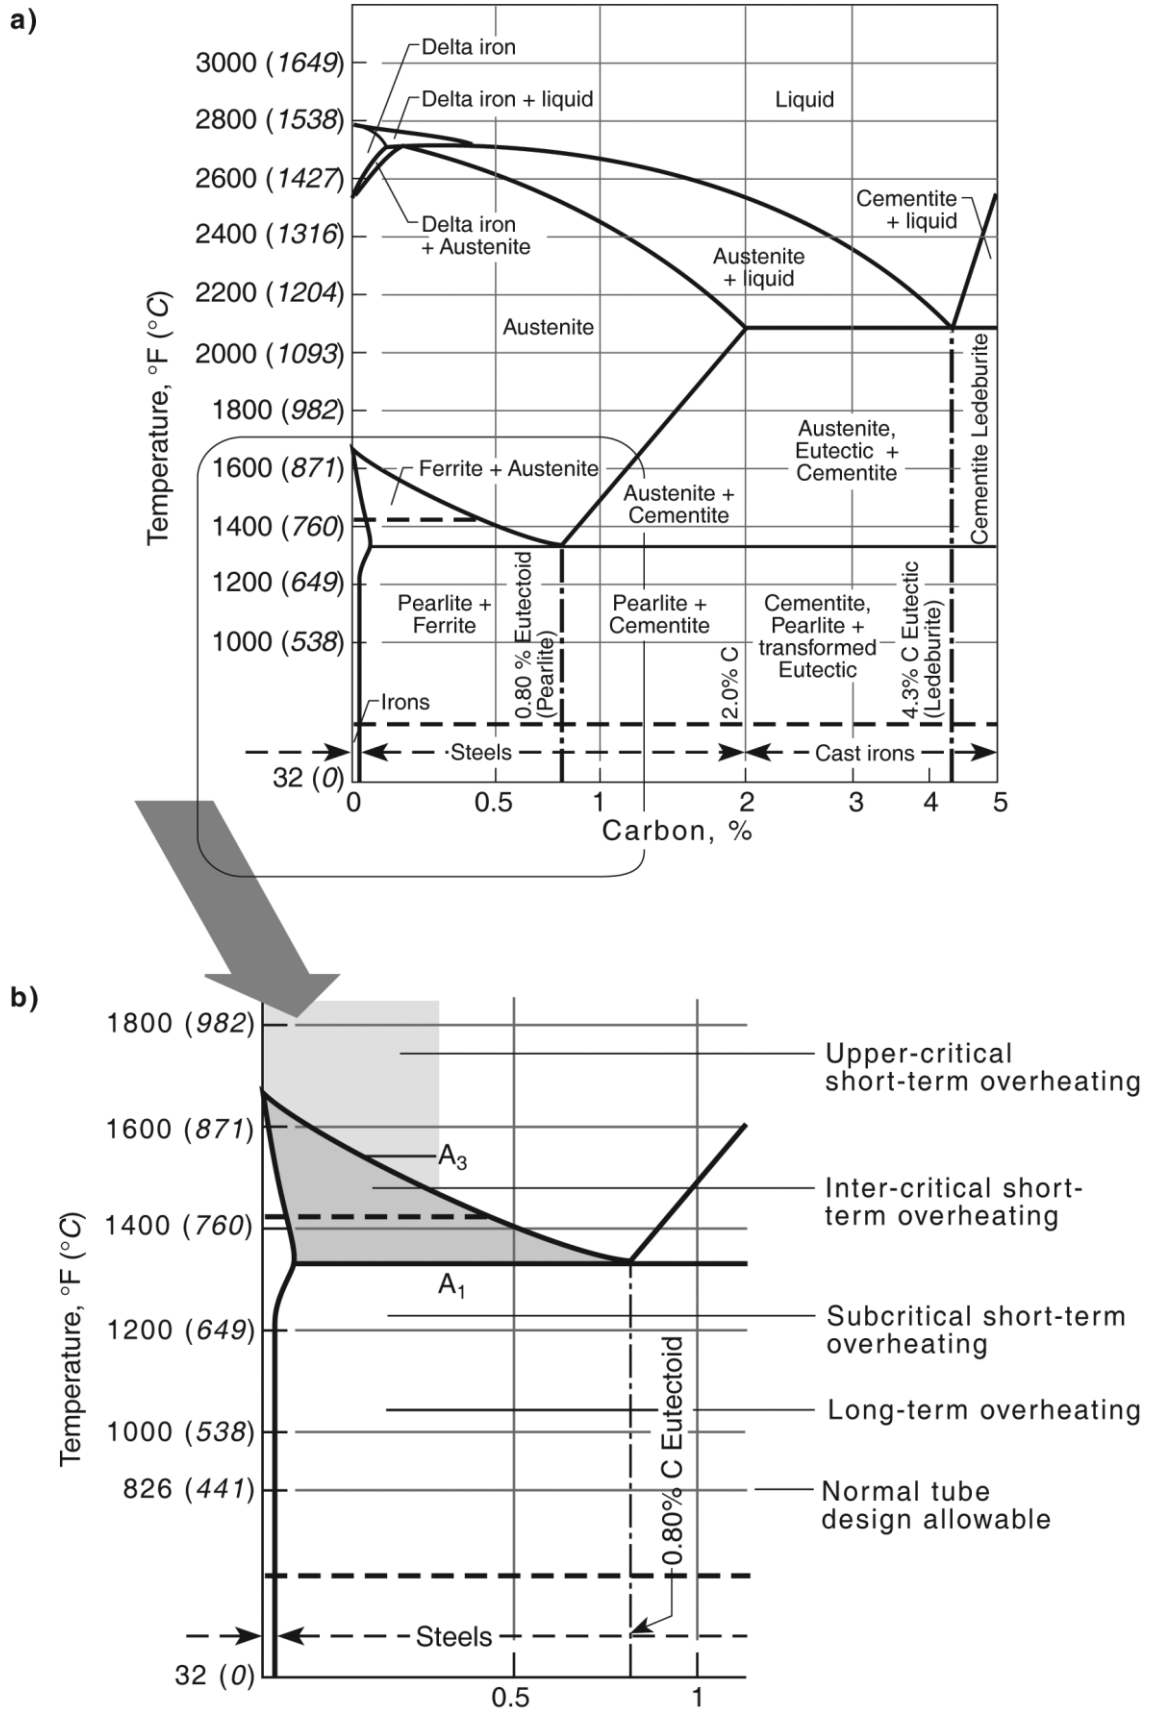 a)
Delta iron
3000 (1649)
Delta iron + liquid
Liquid
2800 (1538)
2600 (1427)
Cementite
+ liquid
Delta iron
+ Austenite
2400 (1316)
Austenite
+ liquid
2200 (1204)
Austenite
2000 (1093)
1800 (982)
Austenite,
Eutectic +
Cementite
Cementite Ledeburite
1600 (871)
Ferrite + Austenite
Austenite +
Cementite
1400 (760)
1200 (649)
Pearlite +
Ferrite
0.80 % Eutectoid
(Pearlite)
Pearlite +
Cementite
Cementite,
Pearlite +
transformed
Eutectic
4.3% C Eutectic
(Ledeburite)
1000 (538)
2.0% C
Irons
Steels
Cast irons
32 (0)
0 0.5 1 2 3 4 5
Carbon, %
Temperature, °F (°C)
b)
1800 (982)
Upper-critical
short-term overheating
1600 (871)
A3
Inter-critical short-
term overheating
1400 (760)
A1
Subcritical short-term
overheating
1200 (649)
Long-term overheating
1000 (538)
0.80% C Eutectoid
826 (441)
Normal tube
design allowable
Steels
32 (0)
0.5 1
Temperature, °F (°C)